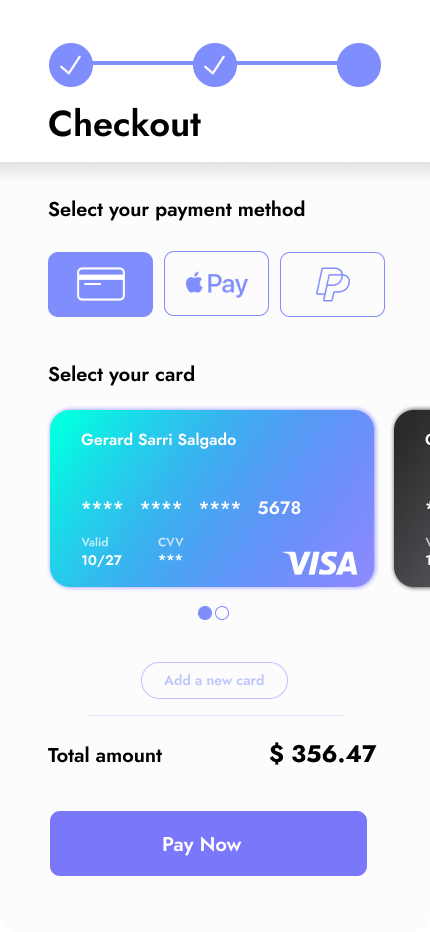 Checkout
Select your payment method
Pay
Select your card
Gerard Sarri Salgado
**** **** **** 5678
Valid CVV
10/27 ***
VISA
Add a new card
Total amount $ 356.47
Pay Now